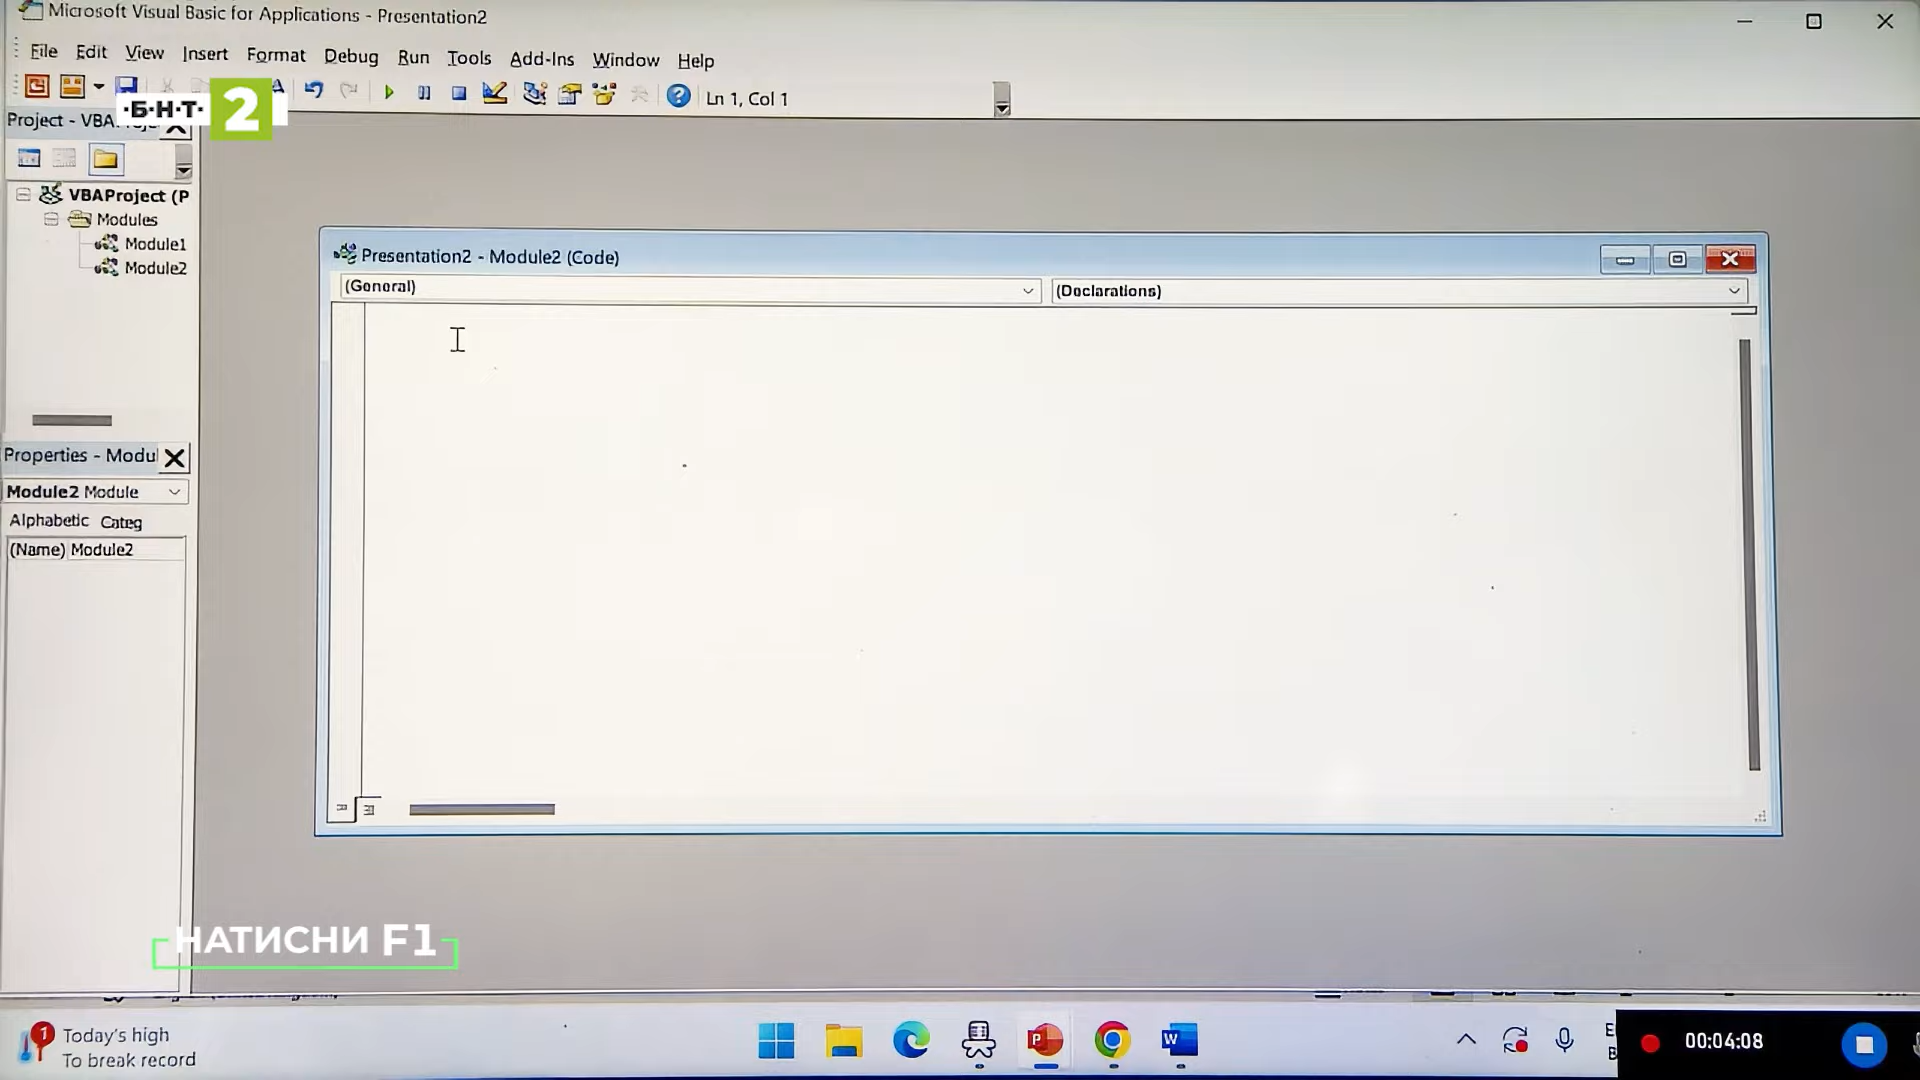 Microsoft Visual Basic for Applications - Presentation2
File Edit View Insert Format Debug Run Tools Add-Ins Window Help
Ln 1, Col 1
·Б·Н·Т· 2
Project - VBA
VBAProject (P
Modules
Module1
Module2
Presentation2 - Module2 (Code)
(General)
(Declarations)
Properties - Modul
Module2 Module
Alphabetic Categ
(Name) Module2
НАТИСНИ F1
1
Today's high
To break record
P
W
00:04:08